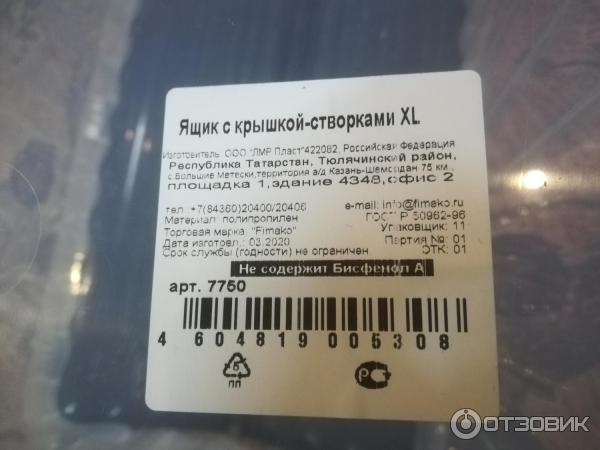 Ящик с крышкой-створками XL
Изготовитель: ООО "ЛМР Пласт"422082, Российская Федерация
Республика Татарстан, Тюлячинский район,
с.Большие Метески,территория а/д Казань-Шемордан 75 км
площадка 1,здание 4348,офис 2
тел.:+7(84360)20400/20406 e-mail: info@fimako.ru
Материал: полипропилен ГОСТ Р 50962-96
Торговая марка: "Fimako" Упаковщик: 11
Дата изготовл.: 03.2020 Партия №: 01
Срок службы (годности) не ограничен ОТК: 01
Не содержит Бисфенол А
арт. 7750
4 604819 005308
5
ПП
РС
ОТЗОВИК